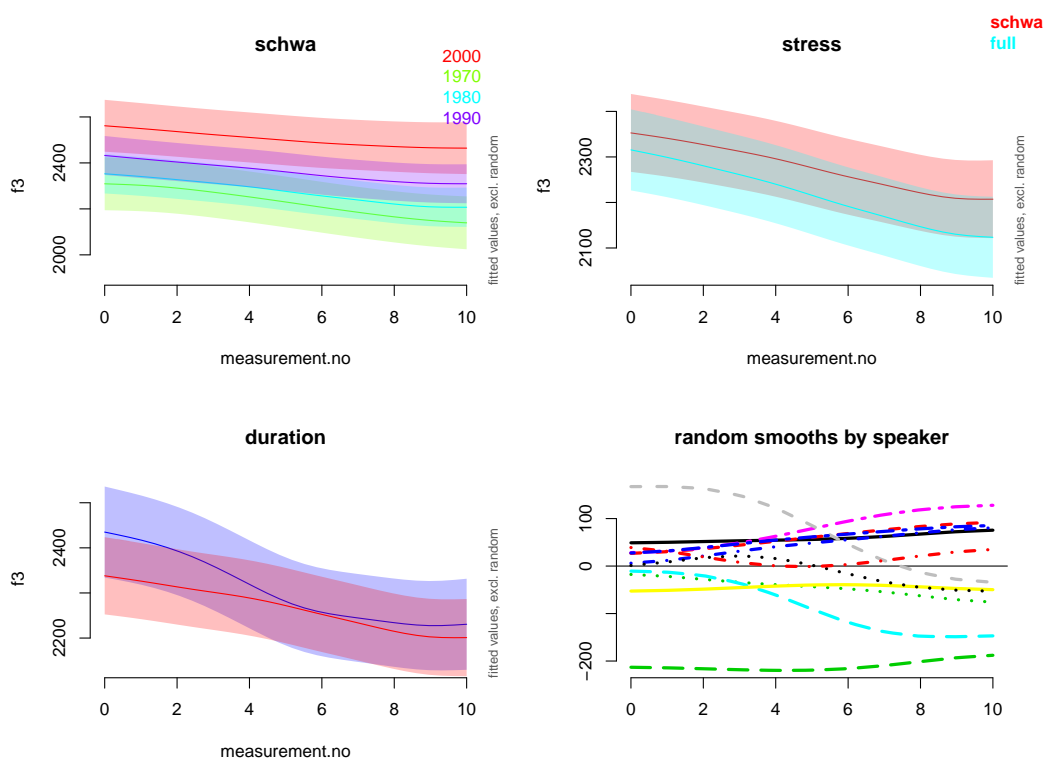 schwa
2000
1970
1980
1990
f3
2000
2200
2400
0 2 4 6 8 10
measurement.no
fitted values, excl. random
stress
schwa
full
f3
2100
2300
0 2 4 6 8 10
measurement.no
fitted values, excl. random
duration
f3
2200
2400
0 2 4 6 8 10
measurement.no
fitted values, excl. random
random smooths by speaker
−200
0
100
0 2 4 6 8 10